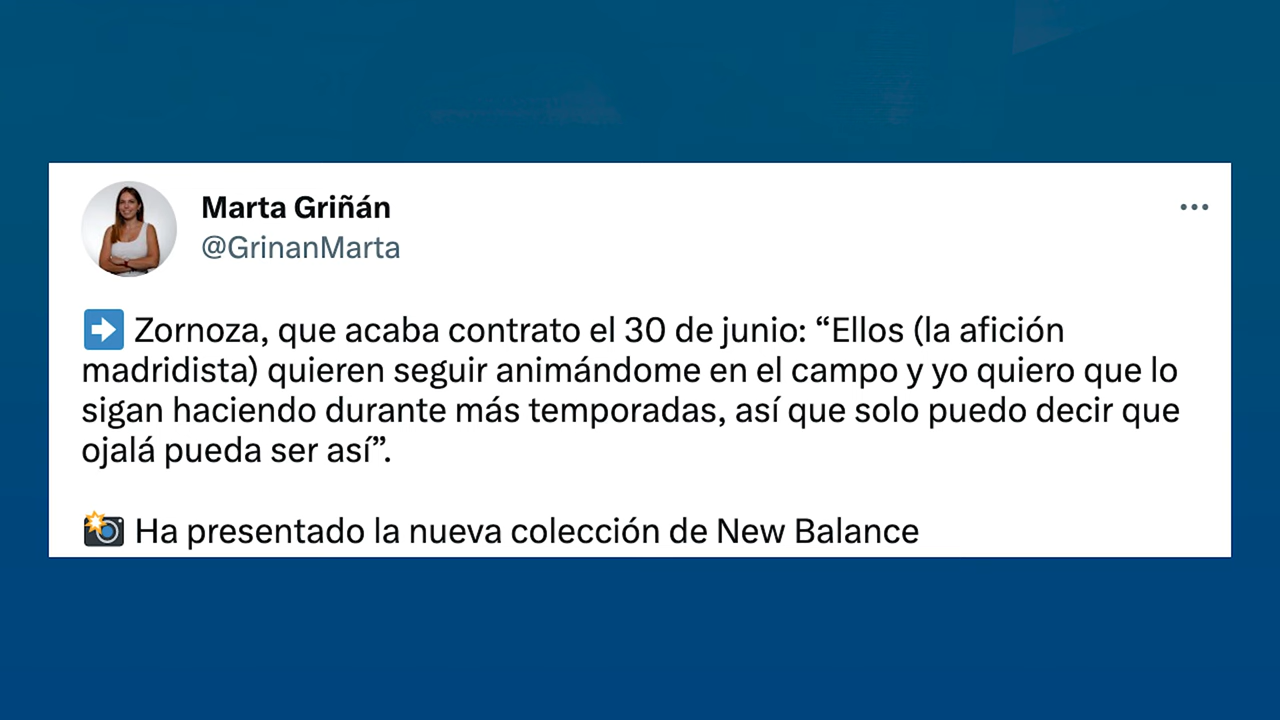 Marta Griñán
@GrinanMarta
➡️ Zornoza, que acaba contrato el 30 de junio: “Ellos (la afición
madridista) quieren seguir animándome en el campo y yo quiero que lo
sigan haciendo durante más temporadas, así que solo puedo decir que
ojalá pueda ser así”.
📸 Ha presentado la nueva colección de New Balance